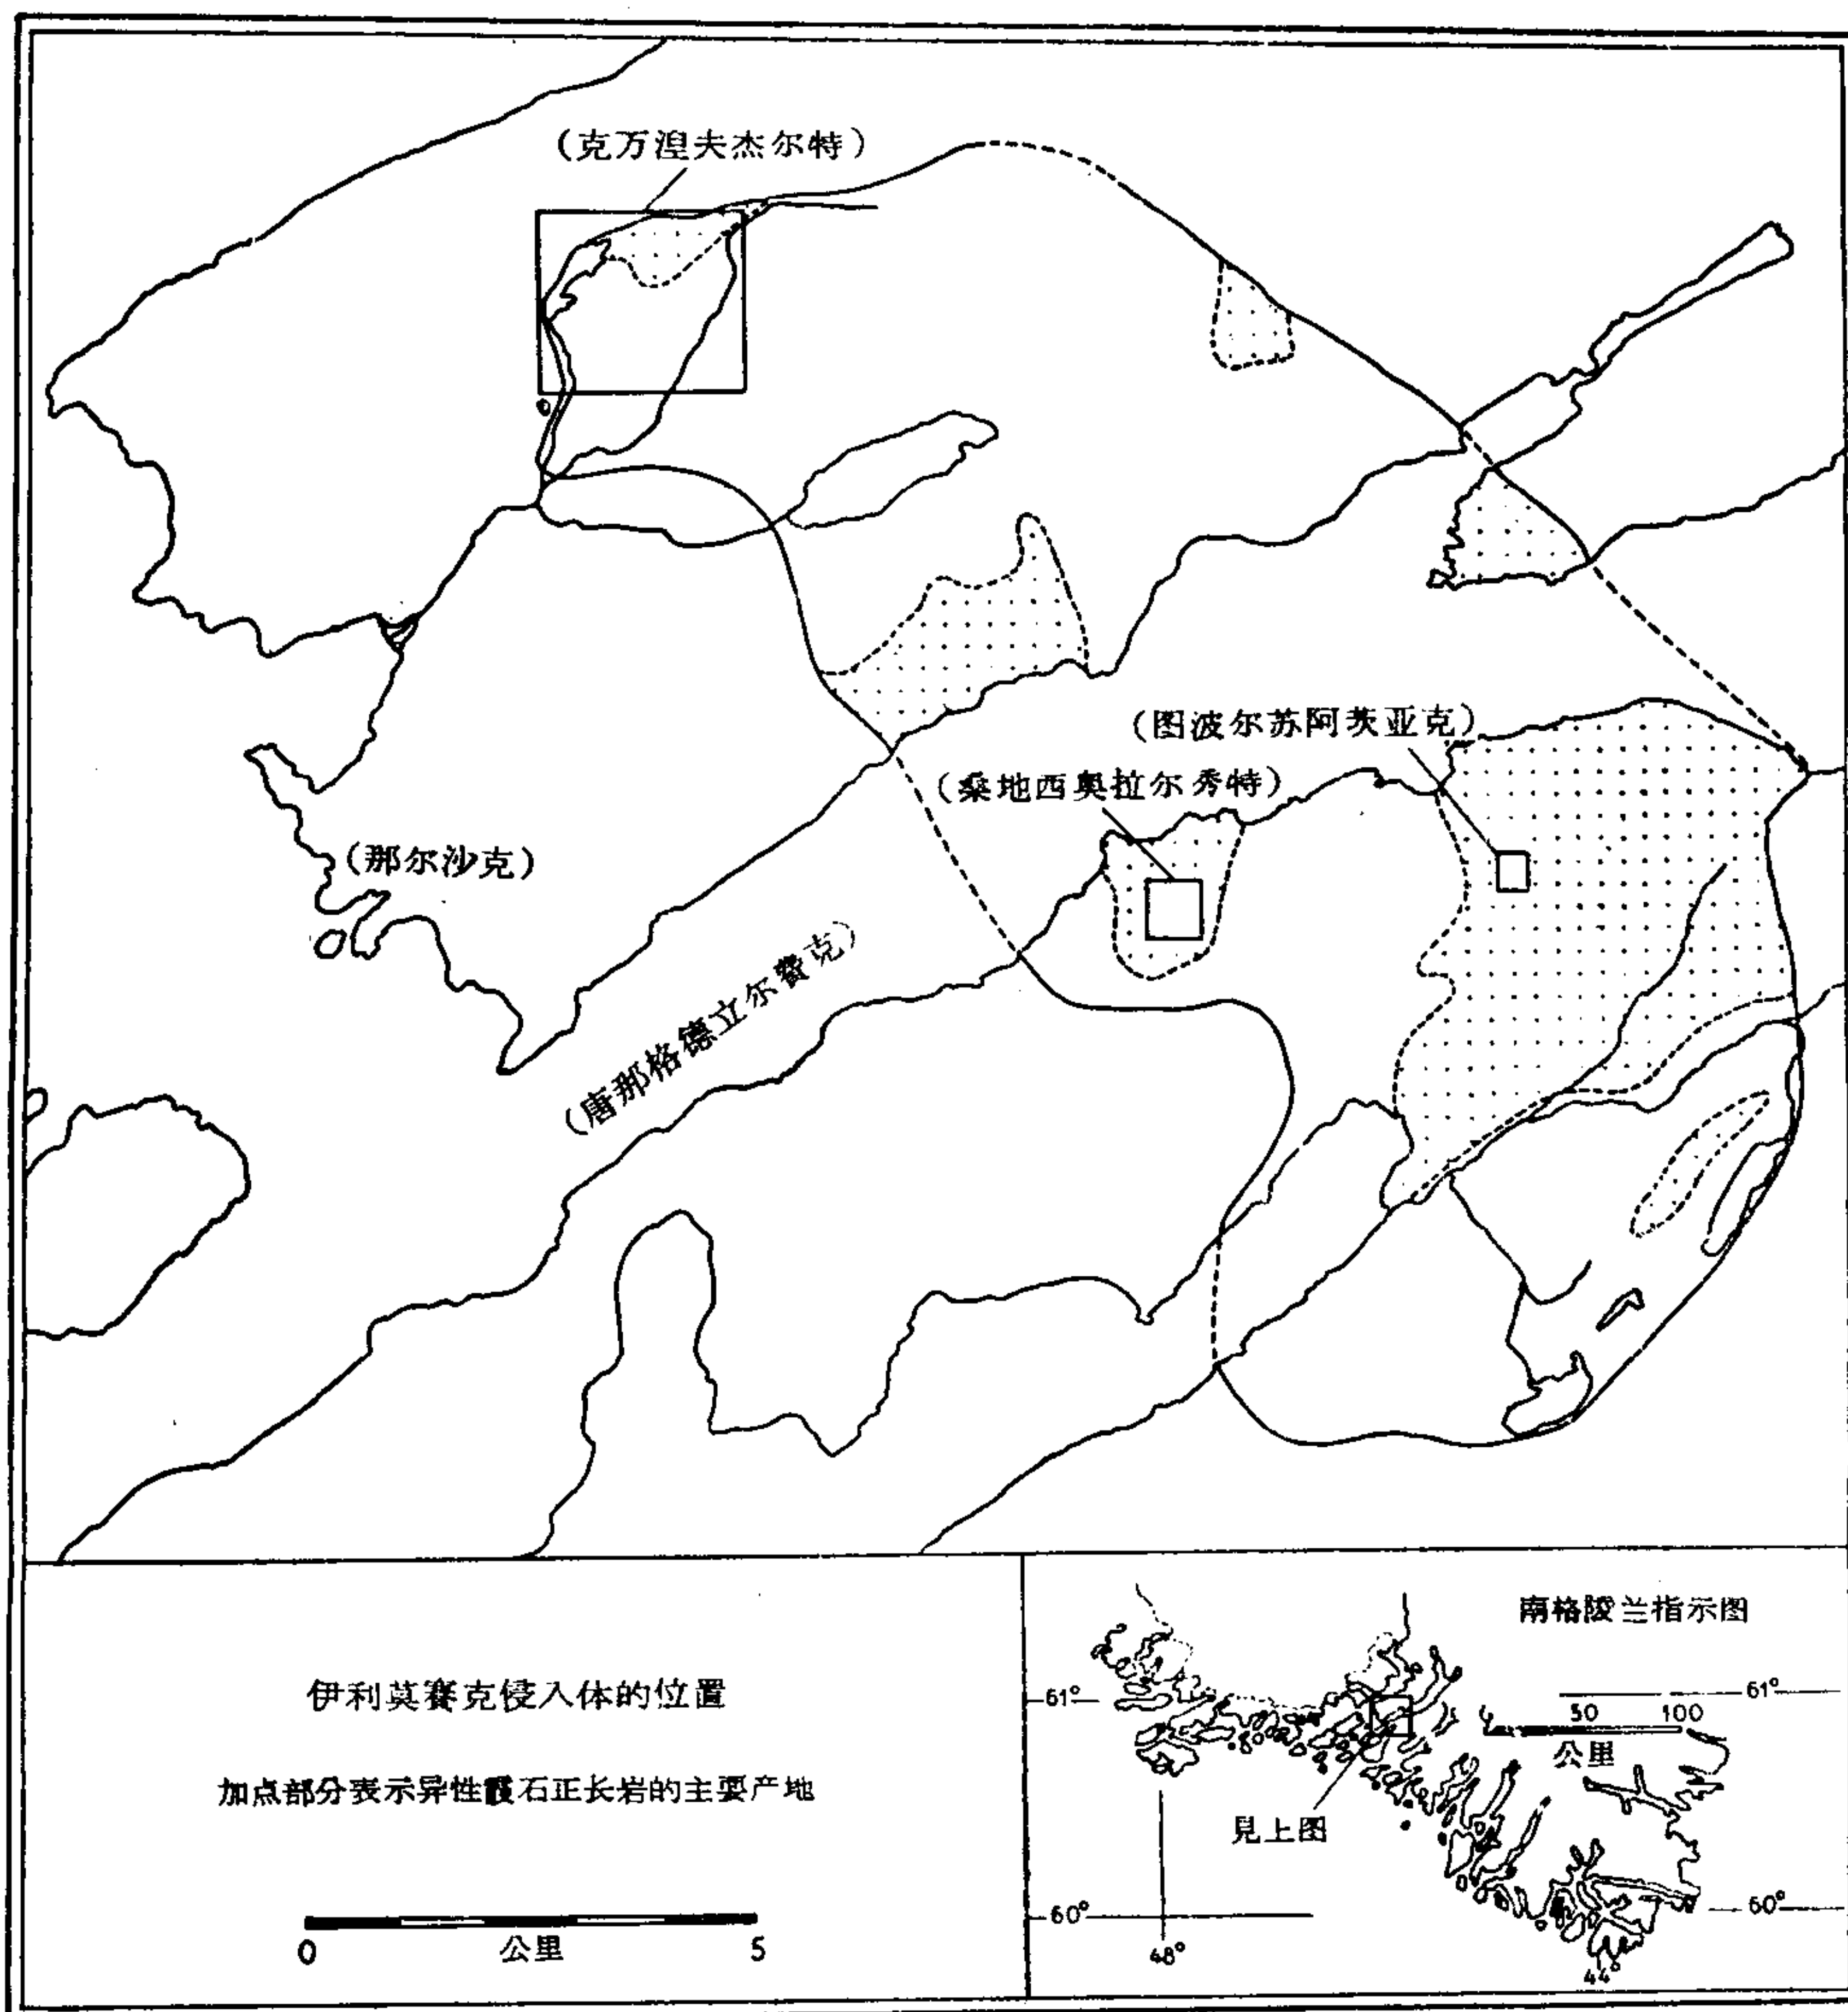 (克万湼夫杰尔特)
(图波尔苏阿茨亚克)
(桑地西奥拉尔秀特)
(那尔沙克)
(唐那格德立尔费克)
伊利莫赛克侵入体的位置
加点部分表示异性霞石正长岩的主要产地
0 公里 5
南格陵兰指示图
61° 61°
50 100
公里
見上图
60° 60°
48° 44°